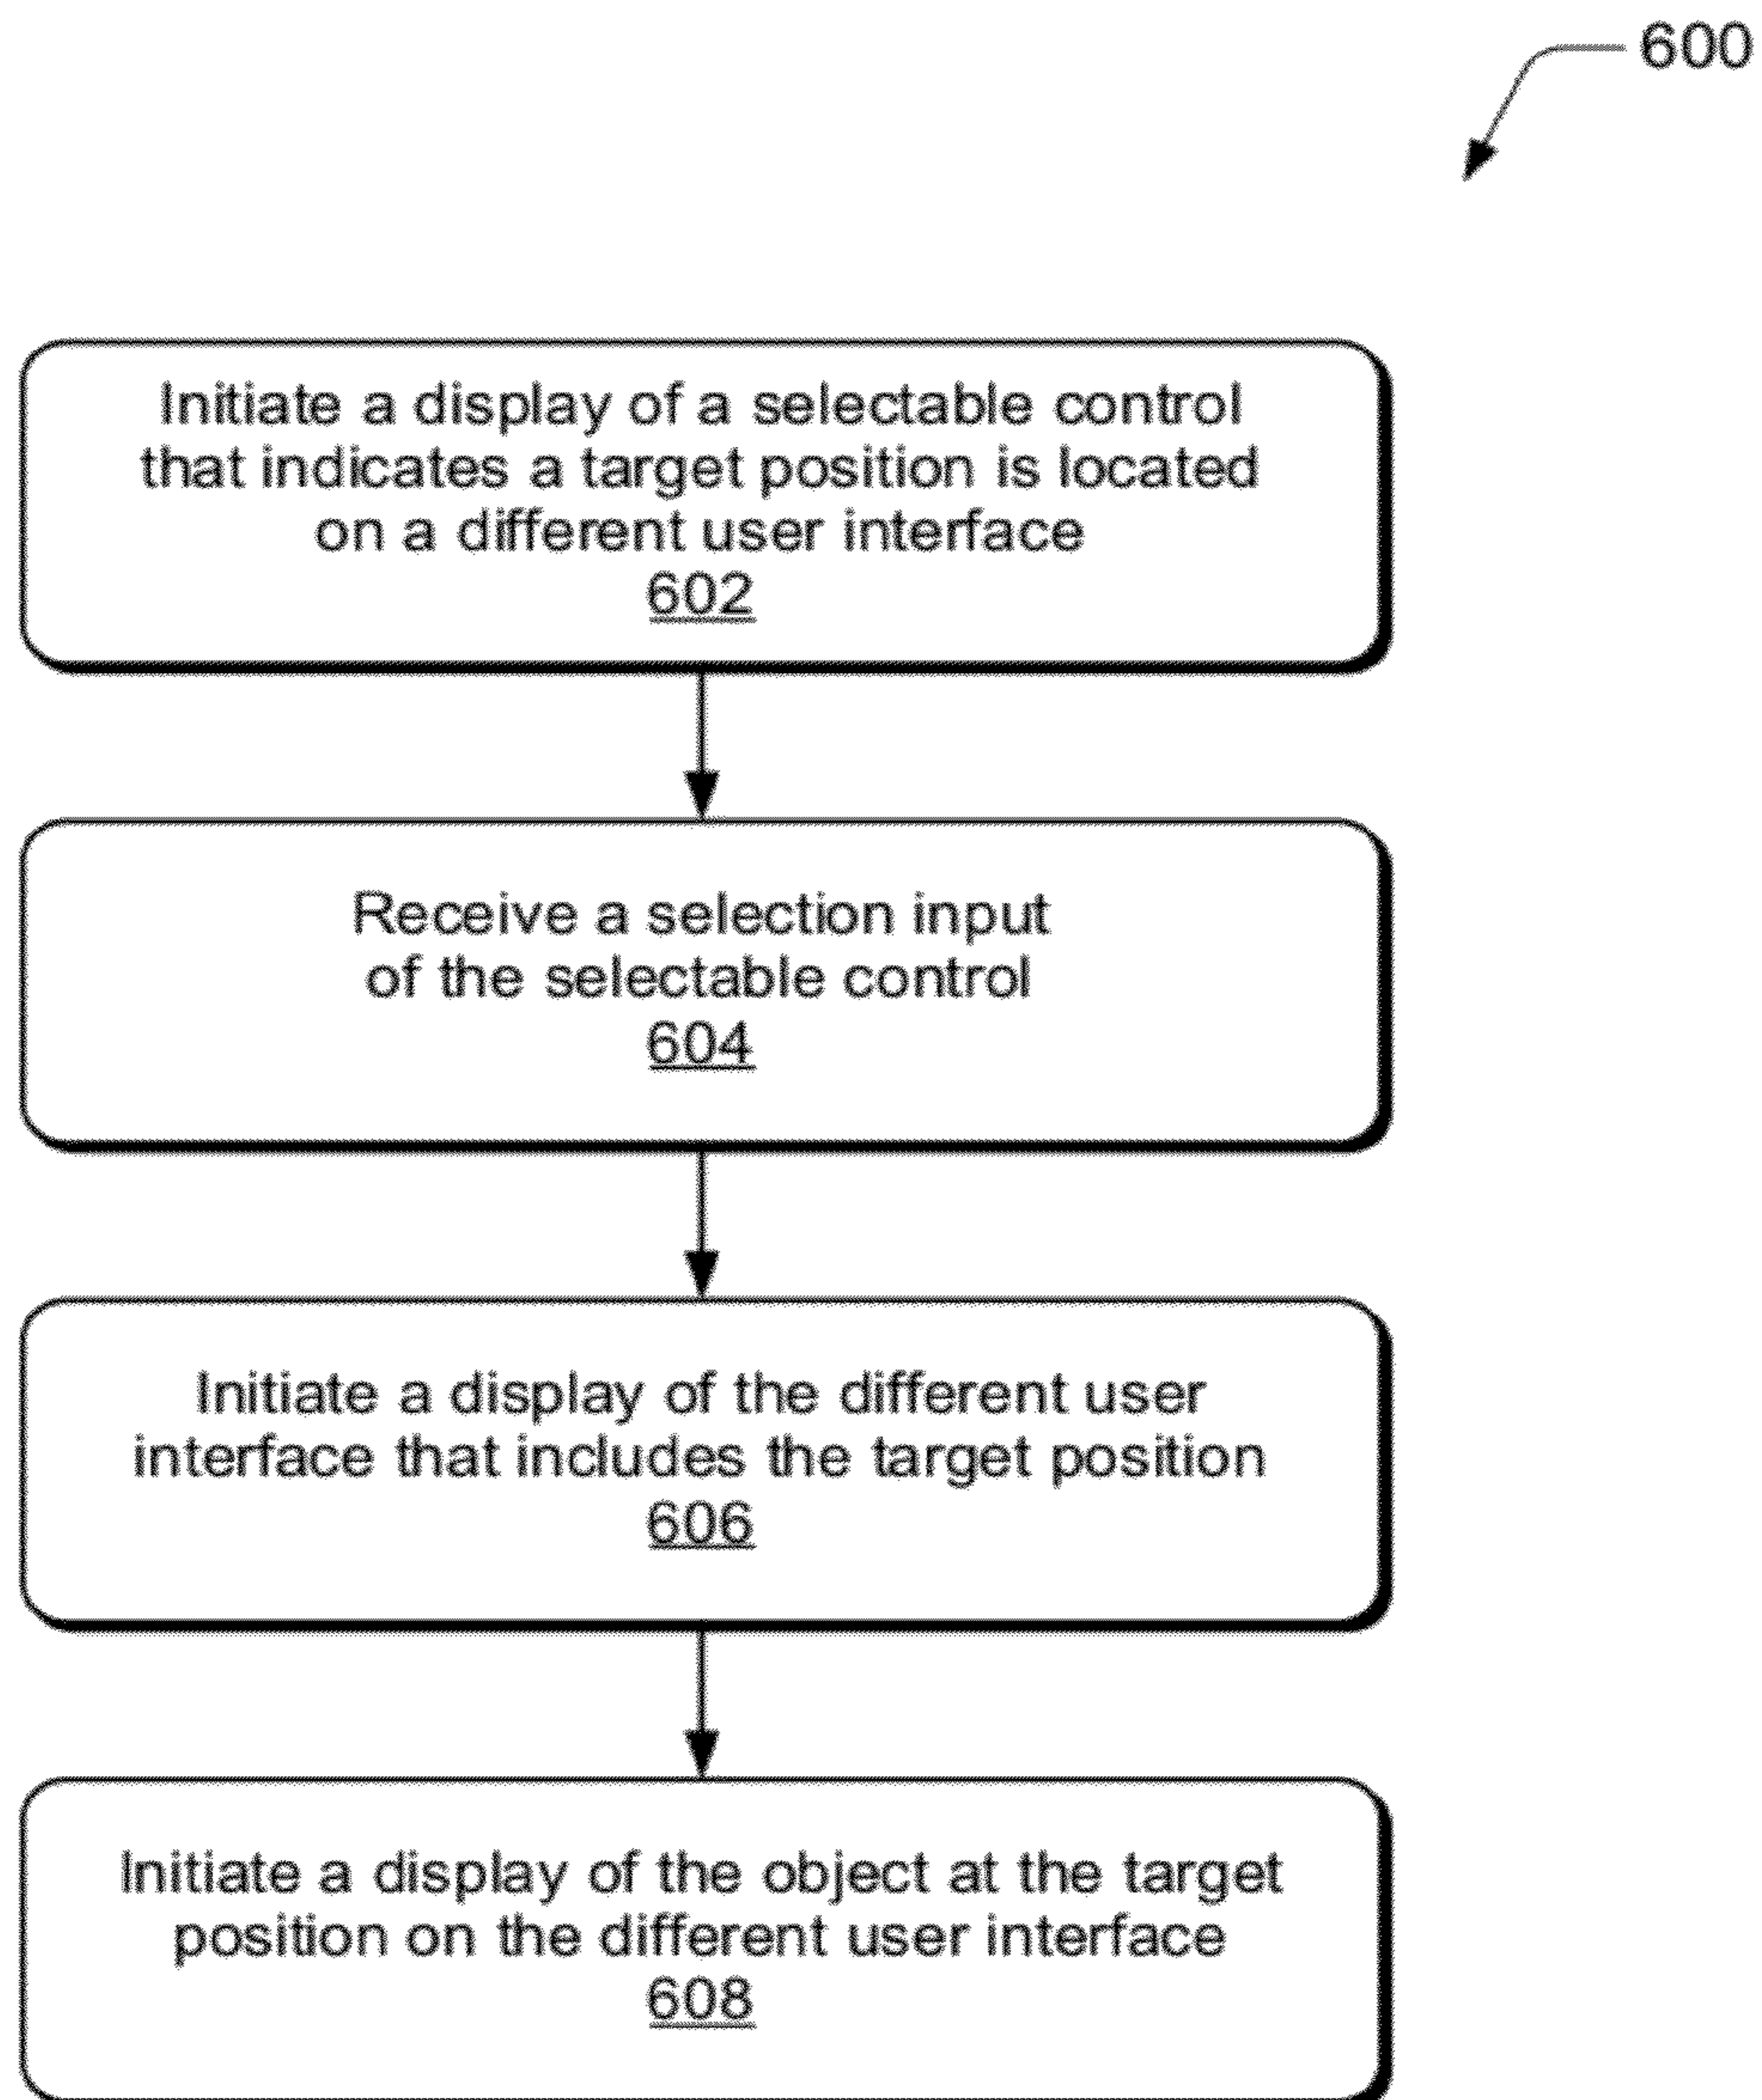 600
Initiate a display of a selectable control
that indicates a target position is located
on a different user interface
602
Receive a selection input
of the selectable control
604
Initiate a display of the different user
interface that includes the target position
606
Initiate a display of the object at the target
position on the different user interface
608